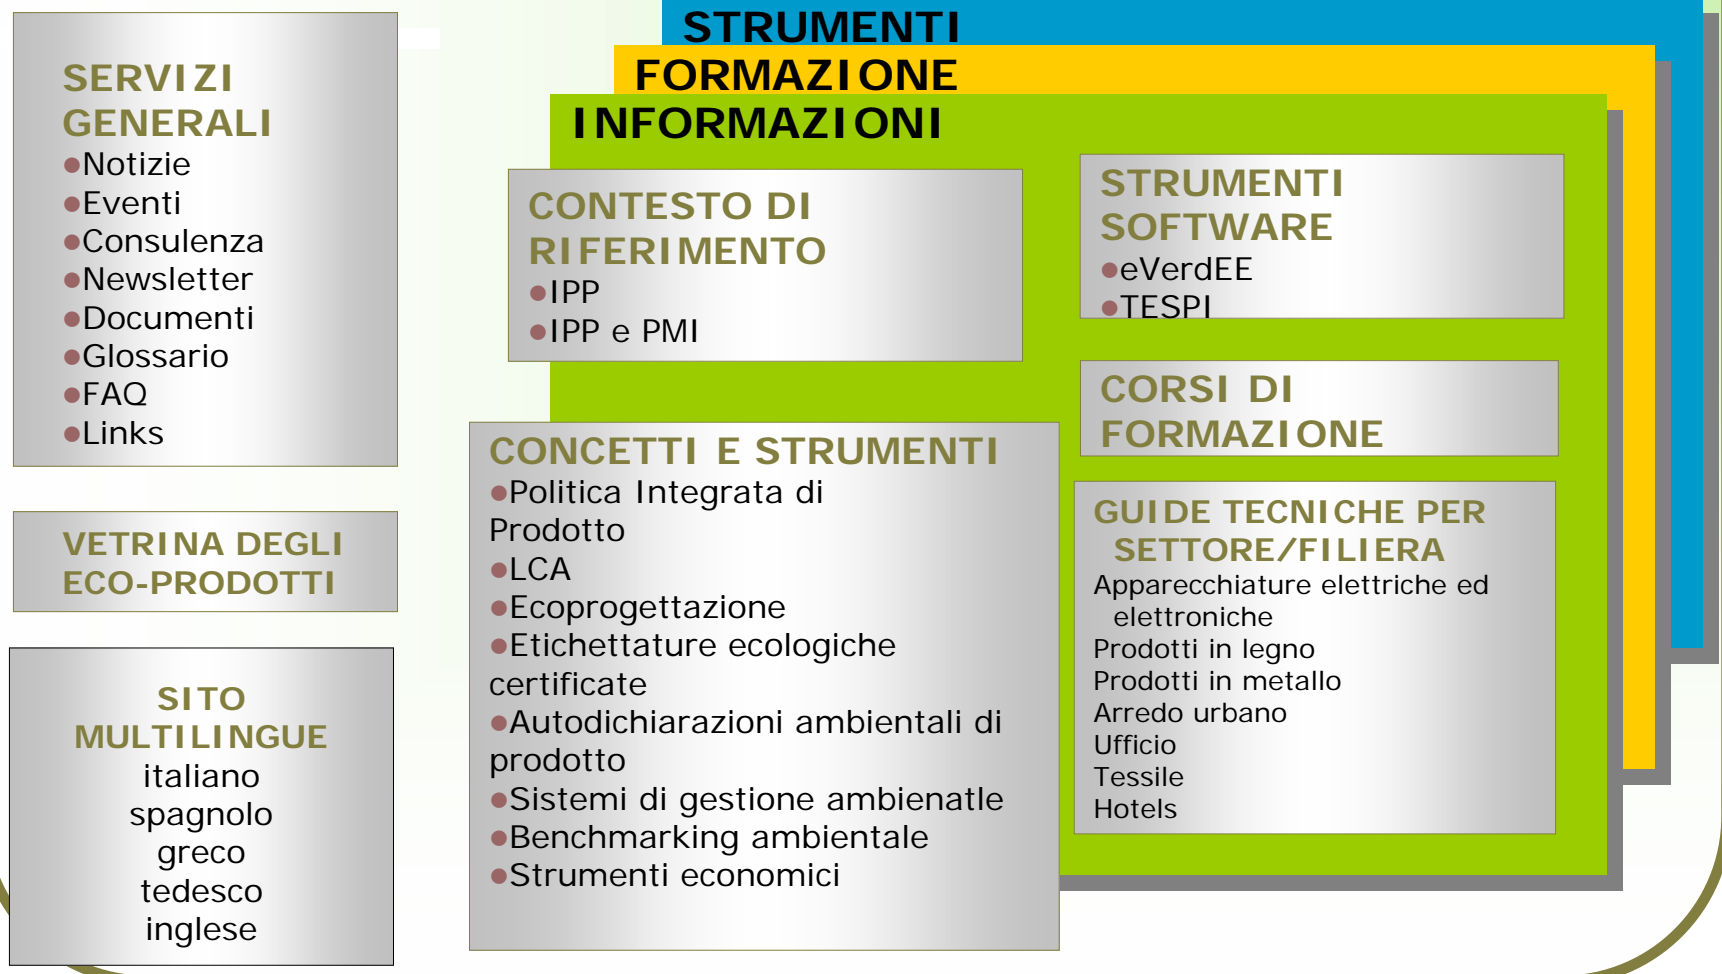 SERVIZI
GENERALI
●Notizie
●Eventi
●Consulenza
●Newsletter
●Documenti
●Glossario
●FAQ
●Links
VETRINA DEGLI
ECO-PRODOTTI
SITO
MULTILINGUE
italiano
spagnolo
greco
tedesco
inglese
STRUMENTI
FORMAZIONE
INFORMAZIONI
CONTESTO DI
RIFERIMENTO
●IPP
●IPP e PMI
CONCETTI E STRUMENTI
●Politica Integrata di
Prodotto
●LCA
●Ecoprogettazione
●Etichettature ecologiche
certificate
●Autodichiarazioni ambientali di
prodotto
●Sistemi di gestione ambienatle
●Benchmarking ambientale
●Strumenti economici
STRUMENTI
SOFTWARE
●eVerdEE
●TESPI
CORSI DI
FORMAZIONE
GUIDE TECNICHE PER
SETTORE/FILIERA
Apparecchiature elettriche ed
elettroniche
Prodotti in legno
Prodotti in metallo
Arredo urbano
Ufficio
Tessile
Hotels